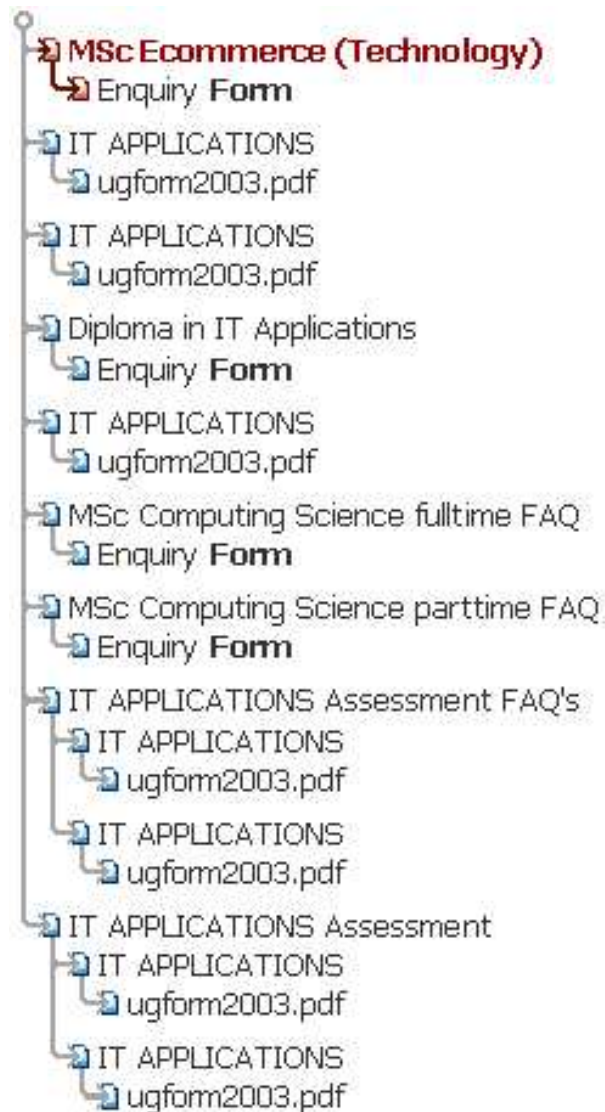 MSc Ecommerce (Technology)
Enquiry Form
IT APPLICATIONS
ugform2003.pdf
IT APPLICATIONS
ugform2003.pdf
Diploma in IT Applications
Enquiry Form
IT APPLICATIONS
ugform2003.pdf
MSc Computing Science fulltime FAQ
Enquiry Form
MSc Computing Science parttime FAQ
Enquiry Form
IT APPLICATIONS Assessment FAQ's
IT APPLICATIONS
ugform2003.pdf
IT APPLICATIONS
ugform2003.pdf
IT APPLICATIONS Assessment
IT APPLICATIONS
ugform2003.pdf
IT APPLICATIONS
ugform2003.pdf